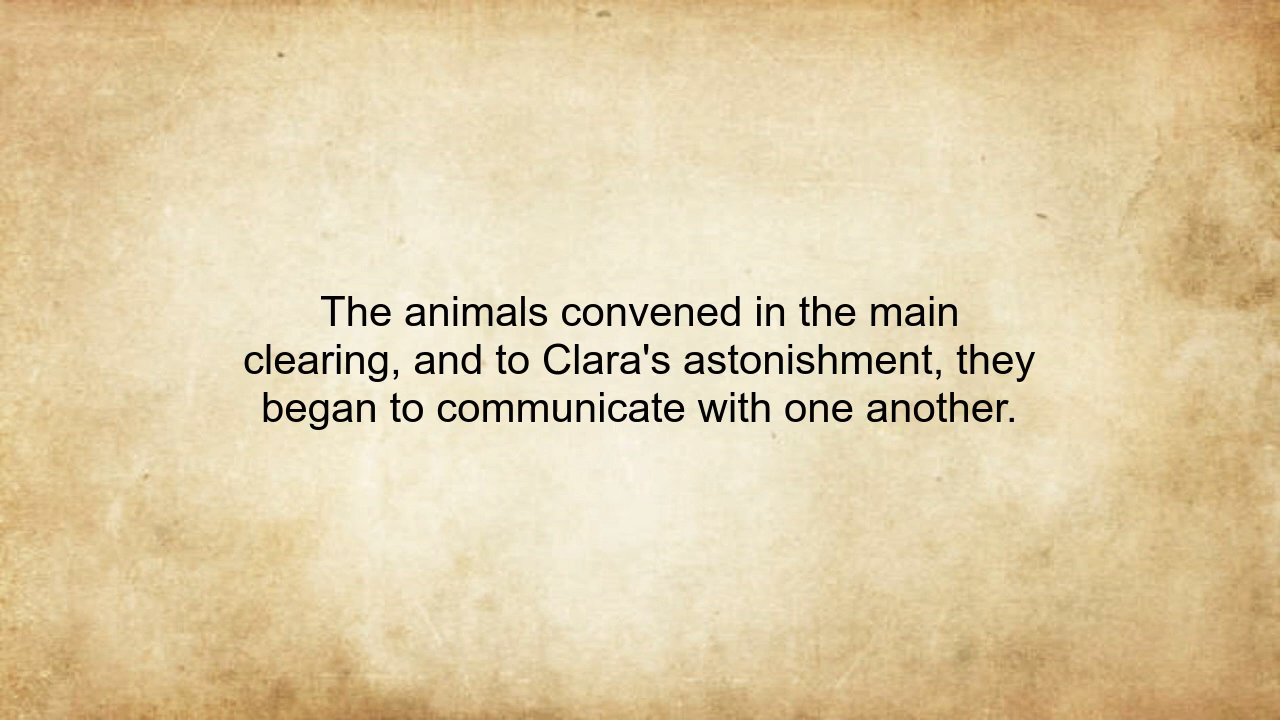 The animals convened in the main
clearing, and to Clara's astonishment, they
began to communicate with one another.